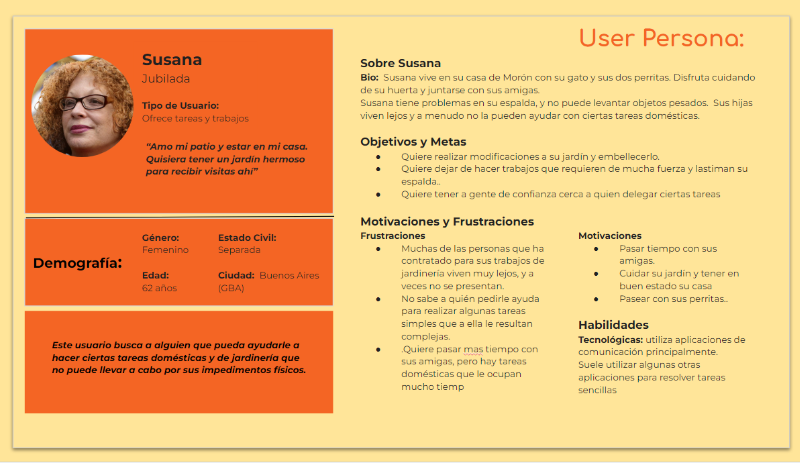 User Persona:
Susana
Jubilada
Tipo de Usuario:
Ofrece tareas y trabajos
“Amo mi patio y estar en mi casa.
Quisiera tener un jardín hermoso
para recibir visitas ahí”
Demografía:
Género:
Femenino
Estado Civil:
Separada
Edad:
62 años
Ciudad: Buenos Aires
(GBA)
Este usuario busca a alguien que pueda ayudarle a
hacer ciertas tareas domésticas y de jardinería que
no puede llevar a cabo por sus impedimentos físicos.
Sobre Susana
Bio: Susana vive en su casa de Morón con su gato y sus dos perritas. Disfruta cuidando
de su huerta y juntarse con sus amigas.
Susana tiene problemas en su espalda, y no puede levantar objetos pesados. Sus hijas
viven lejos y a menudo no la pueden ayudar con ciertas tareas domésticas.
Objetivos y Metas
● Quiere realizar modificaciones a su jardín y embellecerlo.
● Quiere dejar de hacer trabajos que requieren de mucha fuerza y lastiman su
espalda..
● Quiere tener a gente de confianza cerca a quien delegar ciertas tareas
Motivaciones y Frustraciones
Frustraciones
● Muchas de las personas que ha
contratado para sus trabajos de
jardinería viven muy lejos, y a
veces no se presentan.
● No sabe a quién pedirle ayuda
para realizar algunas tareas
simples que a ella le resultan
complejas.
● .Quiere pasar mas tiempo con
sus amigas, pero hay tareas
domésticas que le ocupan
mucho tiemp
Motivaciones
● Pasar tiempo con sus
amigas.
● Cuidar su jardín y tener en
buen estado su casa
● Pasear con sus perritas..
Habilidades
Tecnológicas: utiliza aplicaciones de
comunicación principalmente.
Suele utilizar algunas otras
aplicaciones para resolver tareas
sencillas